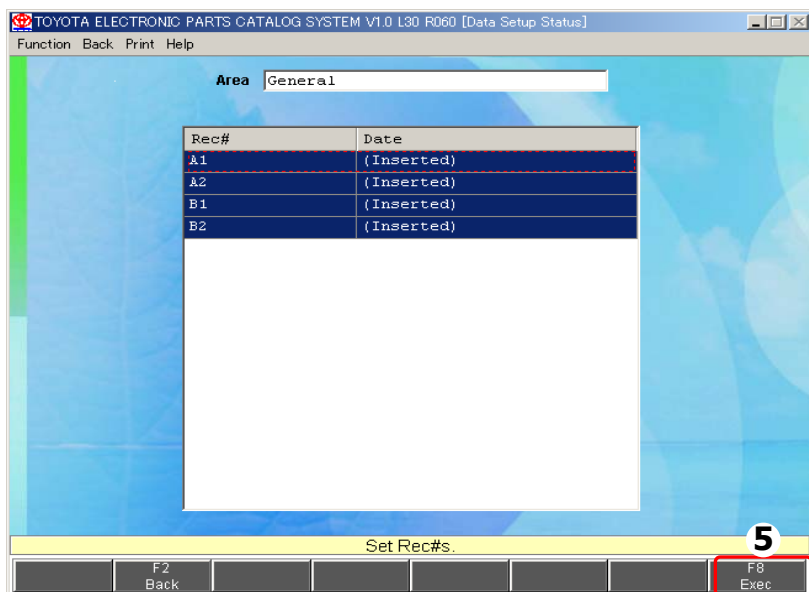 TOYOTA ELECTRONIC PARTS CATALOG SYSTEM V1.0 L30 R060 [Data Setup Status]
Function Back Print Help
Area General
Rec# Date
A1 (Inserted)
A2 (Inserted)
B1 (Inserted)
B2 (Inserted)
Set Rec#s.
5
F2 F8
Back Exec